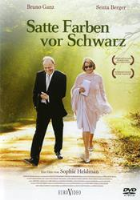 Bruno Ganz Senta Berger
Satte Farben
vor Schwarz
Ein Film von Sophie Heldman
DVD